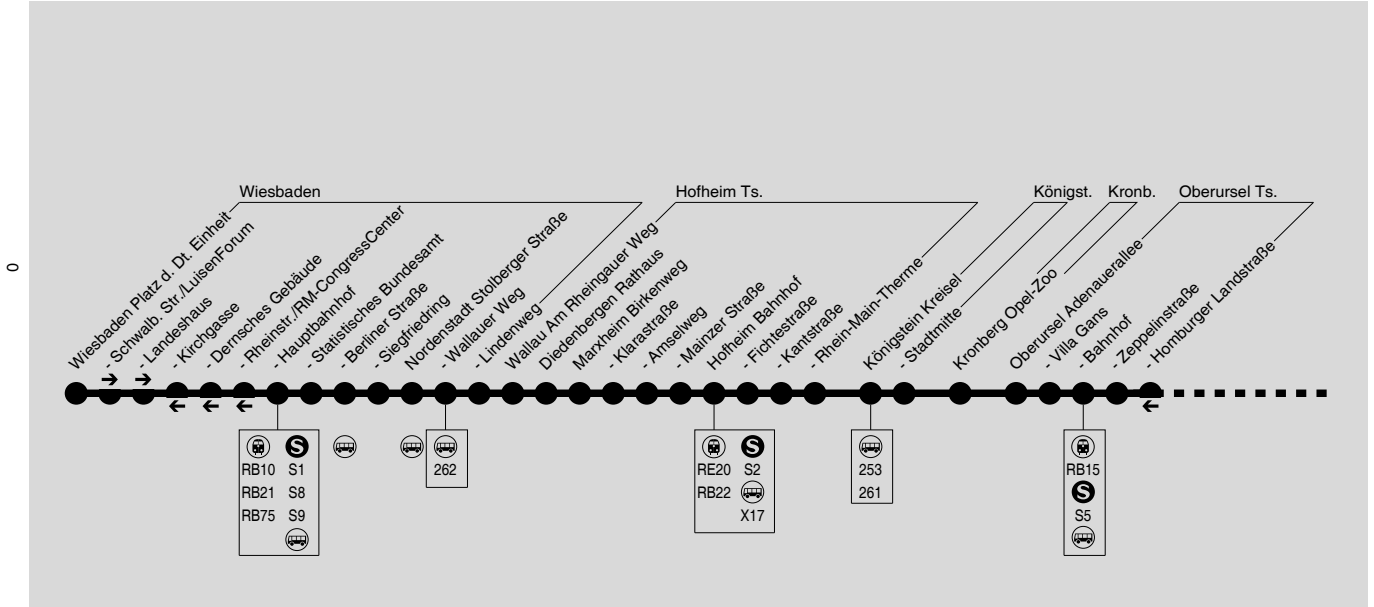 Wiesbaden
Hofheim Ts.
Königst.
Kronb.
Oberursel Ts.
Wiesbaden Platz d. Dt. Einheit
- Schwalb. Str./LuisenForum
- Landeshaus
- Kirchgasse
- Dernsches Gebäude
- Rheinstr./RM-CongressCenter
- Hauptbahnhof
- Statistisches Bundesamt
- Berliner Straße
- Siegfriedring
Nordenstadt Stolberger Straße
- Wallauer Weg
- Lindenweg
Wallau Am Rheingauer Weg
Diedenbergen Rathaus
Marxheim Birkenweg
- Klarastraße
- Amselweg
- Mainzer Straße
Hofheim Bahnhof
- Fichtestraße
- Kantstraße
- Rhein-Main-Therme
Königstein Kreisel
- Stadtmitte
Kronberg Opel-Zoo
Oberursel Adenauerallee
- Villa Gans
- Bahnhof
- Zeppelinstraße
- Homburger Landstraße
0
S
RB10 S1
RB21 S8
RB75 S9
262
S
RE20 S2
RB22
X17
253
261
RB15
S
S5